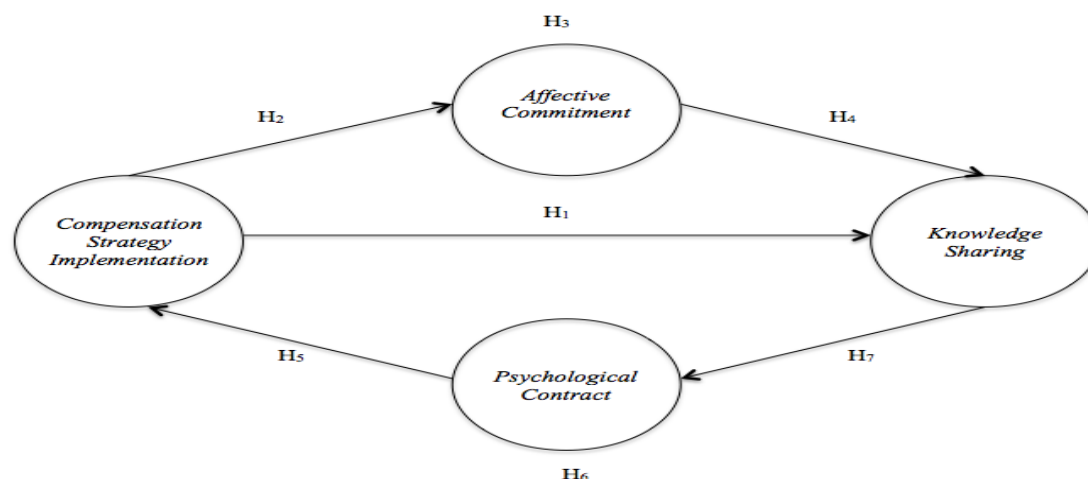 H₃
Affective
Commitment
H₂
H₄
Compensation
Strategy
Implementation
H₁
Knowledge
Sharing
H₅
H₇
Psychological
Contract
H₆